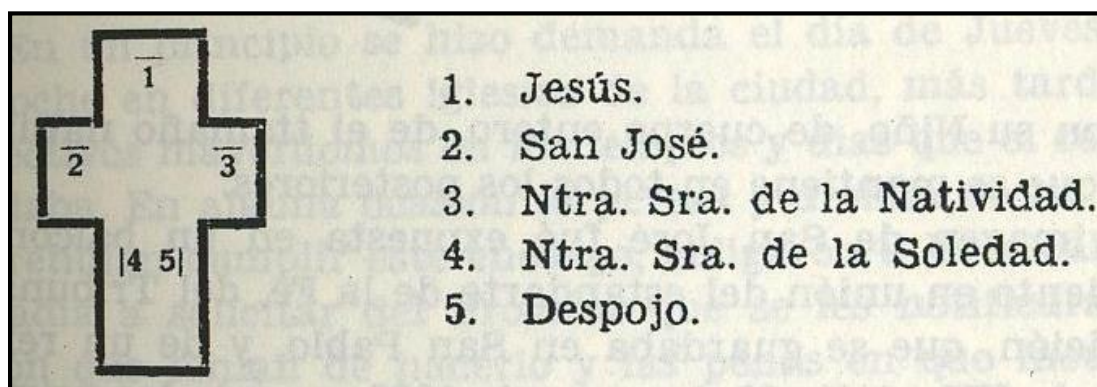 1
2
3
|4 5|
1. Jesús.
2. San José.
3. Ntra. Sra. de la Natividad.
4. Ntra. Sra. de la Soledad.
5. Despojo.